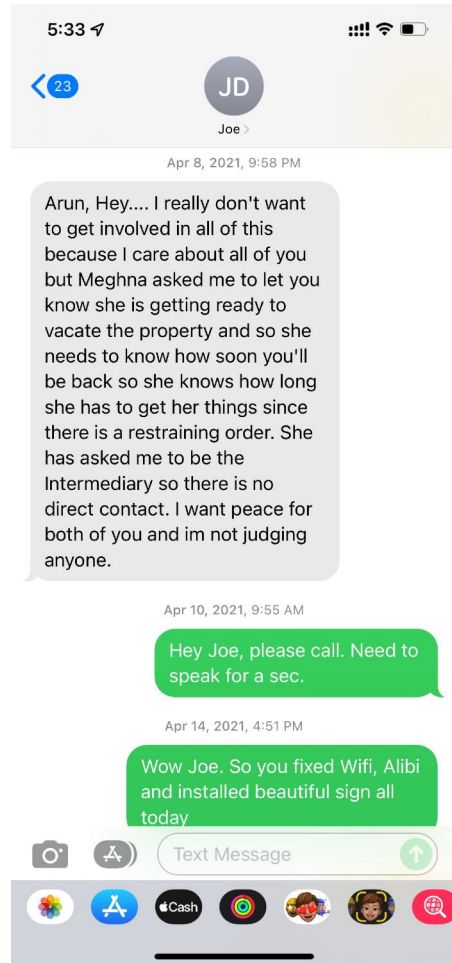 5:33
23
JD
Joe
Apr 8, 2021, 9:58 PM
Arun, Hey.... I really don't want
to get involved in all of this
because I care about all of you
but Meghna asked me to let you
know she is getting ready to
vacate the property and so she
needs to know how soon you'll
be back so she knows how long
she has to get her things since
there is a restraining order. She
has asked me to be the
Intermediary so there is no
direct contact. I want peace for
both of you and im not judging
anyone.
Apr 10, 2021, 9:55 AM
Hey Joe, please call. Need to
speak for a sec.
Apr 14, 2021, 4:51 PM
Wow Joe. So you fixed Wifi, Alibi
and installed beautiful sign all
today
Text Message
Cash